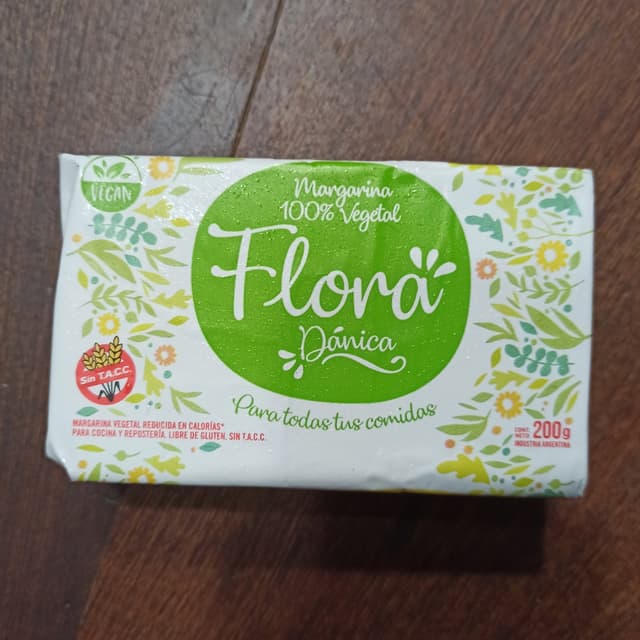 VEGAN
Margarina
100% Vegetal
Flora
Dánica
Para todas tus comidas
Sin T.A.C.C.
MARGARINA VEGETAL REDUCIDA EN CALORÍAS*
PARA COCINA Y REPOSTERÍA. LIBRE DE GLUTEN. SIN T.A.C.C.
CONT. NETO 200g
INDUSTRIA ARGENTINA